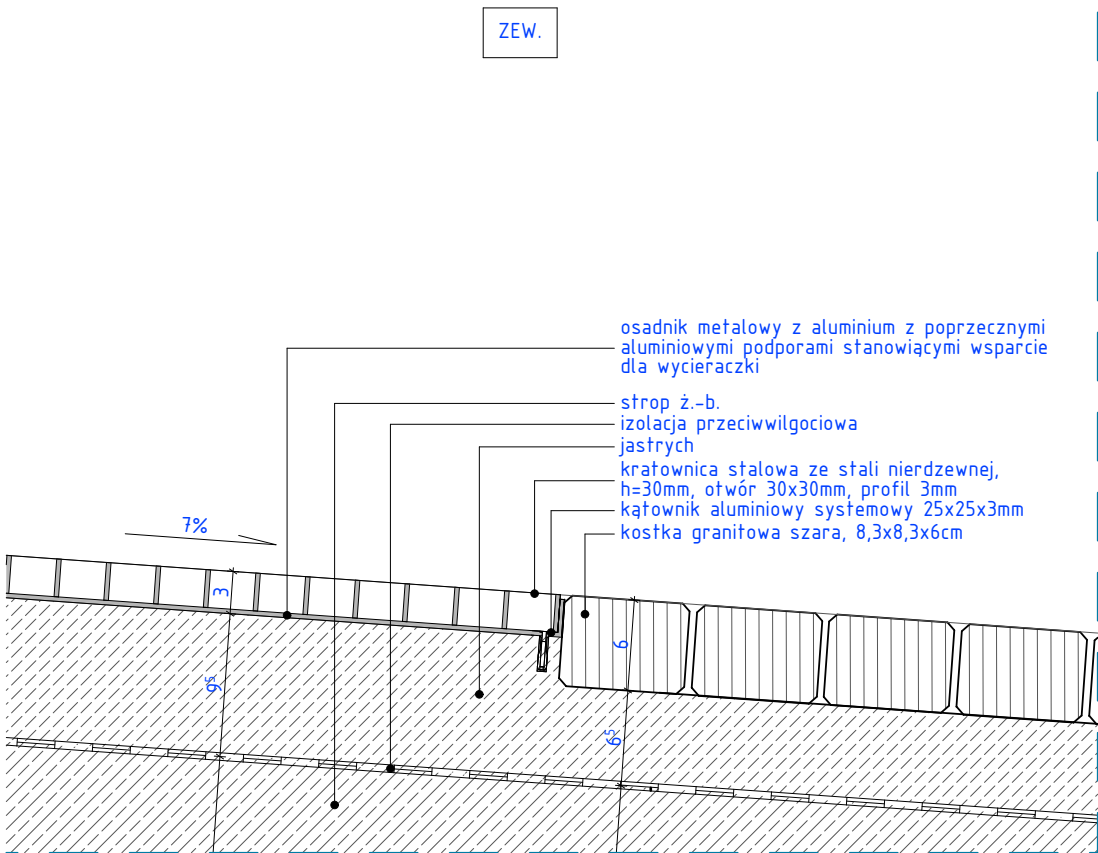 ZEW.
osadnik metalowy z aluminium z poprzecznymi
aluminiowymi podporami stanowiącymi wsparcie
dla wycieraczki
strop ż.-b.
izolacja przeciwwilgociowa
jastrych
kratownica stalowa ze stali nierdzewnej,
h=30mm, otwór 30x30mm, profil 3mm
kątownik aluminiowy systemowy 25x25x3mm
kostka granitowa szara, 8,3x8,3x6cm
7%
3
6
9⁵
6⁵